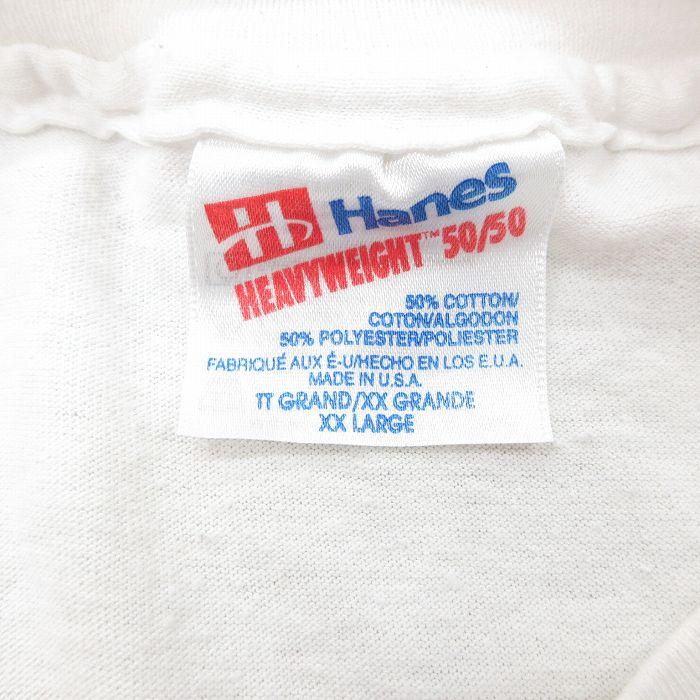 H Hanes
HEAVYWEIGHT™ 50/50
50% COTTON/
COTON/ALGODON
50% POLYESTER/POLIESTER
FABRIQUÉ AUX É-U/HECHO EN LOS E.U.A.
MADE IN U.S.A.
TT GRAND/XX GRANDE
XX LARGE